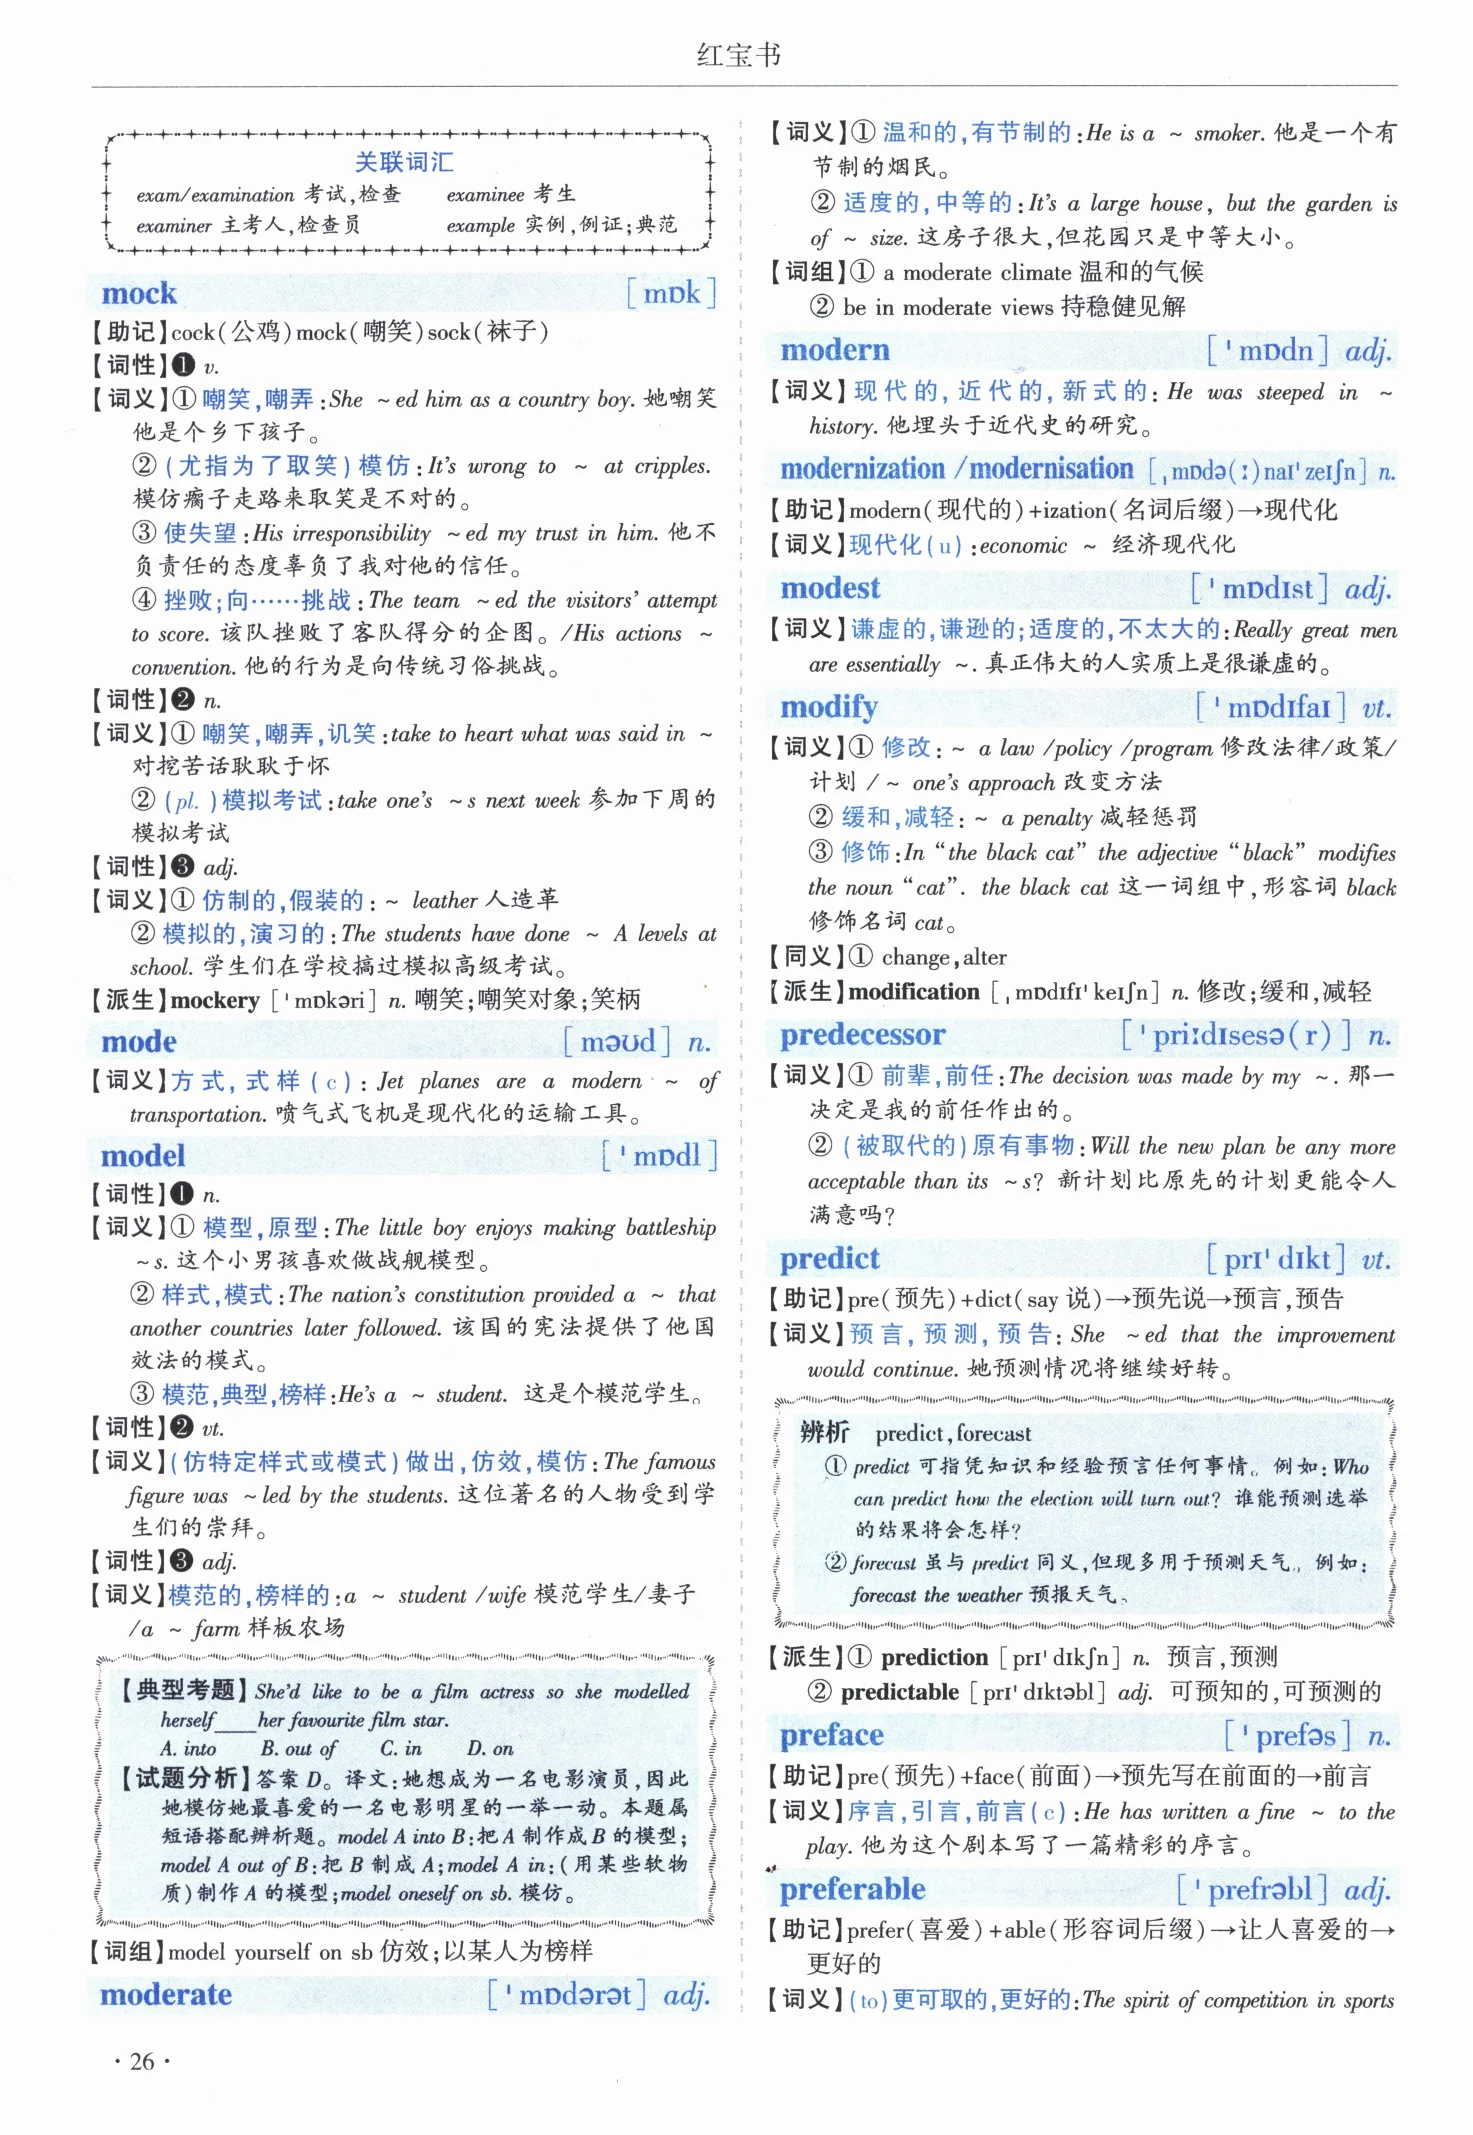 红宝书
关联词汇
exam/examination 考试,检查 examinee 考生
examiner 主考人,检查员 example 实例,例证;典范
mock [mɒk]
【助记】cock(公鸡)mock(嘲笑)sock(袜子)
【词性】❶ v.
【词义】① 嘲笑,嘲弄:She ~ed him as a country boy. 她嘲笑
他是个乡下孩子。
② (尤指为了取笑)模仿:It's wrong to ~ at cripples.
模仿瘸子走路来取笑是不对的。
③ 使失望:His irresponsibility ~ed my trust in him. 他不
负责任的态度辜负了我对他的信任。
④ 挫败;向……挑战:The team ~ed the visitors' attempt
to score. 该队挫败了客队得分的企图。/His actions ~
convention. 他的行为是向传统习俗挑战。
【词性】❷ n.
【词义】① 嘲笑,嘲弄,讥笑:take to heart what was said in ~
对挖苦话耿耿于怀
② (pl. )模拟考试:take one's ~s next week 参加下周的
模拟考试
【词性】❸ adj.
【词义】① 仿制的,假装的: ~ leather 人造革
② 模拟的,演习的:The students have done ~ A levels at
school. 学生们在学校搞过模拟高级考试。
【派生】mockery [ˈmɒkəri] n. 嘲笑;嘲笑对象;笑柄
mode [məʊd] n.
【词义】方式, 式样 (c) : Jet planes are a modern ~ of
transportation. 喷气式飞机是现代化的运输工具。
model [ˈmɒdl]
【词性】❶ n.
【词义】① 模型,原型:The little boy enjoys making battleship
~s. 这个小男孩喜欢做战舰模型。
② 样式,模式:The nation's constitution provided a ~ that
another countries later followed. 该国的宪法提供了他国
效法的模式。
③ 模范,典型,榜样:He's a ~ student. 这是个模范学生。
【词性】❷ vt.
【词义】(仿特定样式或模式)做出,仿效,模仿:The famous
figure was ~led by the students. 这位著名的人物受到学
生们的崇拜。
【词性】❸ adj.
【词义】模范的,榜样的:a ~ student /wife 模范学生/妻子
/a ~ farm 样板农场
【典型考题】She'd like to be a film actress so she modelled
herself____her favourite film star.
A. into B. out of C. in D. on
【试题分析】答案 D。译文:她想成为一名电影演员,因此
她模仿她最喜爱的一名电影明星的一举一动。本题属
短语搭配辨析题。model A into B:把 A 制作成 B 的模型;
model A out of B:把 B 制成 A;model A in:(用某些软物
质)制作 A 的模型;model oneself on sb. 模仿。
【词组】model yourself on sb 仿效;以某人为榜样
moderate [ˈmɒdərət] adj.
· 26 ·
【词义】① 温和的,有节制的:He is a ~ smoker. 他是一个有
节制的烟民。
② 适度的,中等的:It's a large house, but the garden is
of ~ size. 这房子很大,但花园只是中等大小。
【词组】① a moderate climate 温和的气候
② be in moderate views 持稳健见解
modern [ˈmɒdn] adj.
【词义】现代的, 近代的, 新式的: He was steeped in ~
history. 他埋头于近代史的研究。
modernization /modernisation [ˌmɒdə(ː)naɪˈzeɪʃn] n.
【助记】modern(现代的)+ization(名词后缀)→现代化
【词义】现代化(u) :economic ~ 经济现代化
modest [ˈmɒdɪst] adj.
【词义】谦虚的,谦逊的;适度的,不太大的:Really great men
are essentially ~. 真正伟大的人实质上是很谦虚的。
modify [ˈmɒdɪfaɪ] vt.
【词义】① 修改: ~ a law /policy /program 修改法律/政策/
计划 / ~ one's approach 改变方法
② 缓和,减轻: ~ a penalty 减轻惩罚
③ 修饰:In “the black cat” the adjective “black” modifies
the noun “cat”. the black cat 这一词组中,形容词 black
修饰名词 cat。
【同义】① change,alter
【派生】modification [ˌmɒdɪfɪˈkeɪʃn] n. 修改;缓和,减轻
predecessor [ˈpriːdɪsesə(r)] n.
【词义】① 前辈,前任:The decision was made by my ~. 那一
决定是我的前任作出的。
② (被取代的)原有事物:Will the new plan be any more
acceptable than its ~s? 新计划比原先的计划更能令人
满意吗?
predict [prɪˈdɪkt] vt.
【助记】pre(预先)+dict(say 说)→预先说→预言,预告
【词义】预言, 预测, 预告: She ~ed that the improvement
would continue. 她预测情况将继续好转。
辨析 predict,forecast
① predict 可指凭知识和经验预言任何事情。例如:Who
can predict how the election will turn out? 谁能预测选举
的结果将会怎样?
② forecast 虽与 predict 同义,但现多用于预测天气。例如:
forecast the weather 预报天气。
【派生】① prediction [prɪˈdɪkʃn] n. 预言,预测
② predictable [prɪˈdɪktəbl] adj. 可预知的,可预测的
preface [ˈprefəs] n.
【助记】pre(预先)+face(前面)→预先写在前面的→前言
【词义】序言,引言,前言(c) :He has written a fine ~ to the
play. 他为这个剧本写了一篇精彩的序言。
preferable [ˈprefrəbl] adj.
【助记】prefer(喜爱)+able(形容词后缀)→让人喜爱的→
更好的
【词义】(to)更可取的,更好的:The spirit of competition in sports